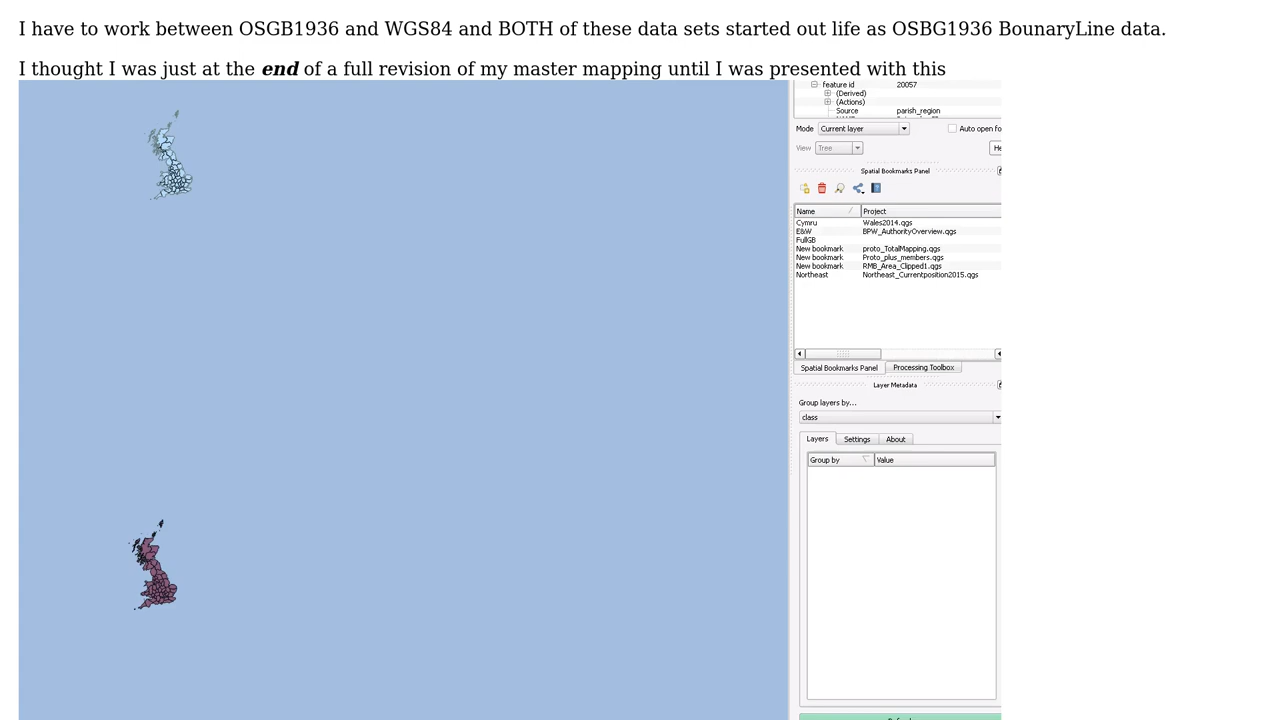 I have to work between OSGB1936 and WGS84 and BOTH of these data sets started out life as OSBG1936 BounaryLine data.
I thought I was just at the end of a full revision of my master mapping until I was presented with this
feature id 20057
(Derived)
(Actions)
Source parish_region
Mode Current layer Auto open fo
View Tree He
Spatial Bookmarks Panel
Name Project
Cymru Wales2014.qgs
E&W BPW_AuthorityOverview.qgs
FullGB
New bookmark proto_TotalMapping.qgs
New bookmark Proto_plus_members.qgs
New bookmark RMB_Area_Clipped1.qgs
Northeast Northeast_Currentposition2015.qgs
Spatial Bookmarks Panel Processing Toolbox
Layer Metadata
Group layers by...
class
Layers Settings About
Group by Value